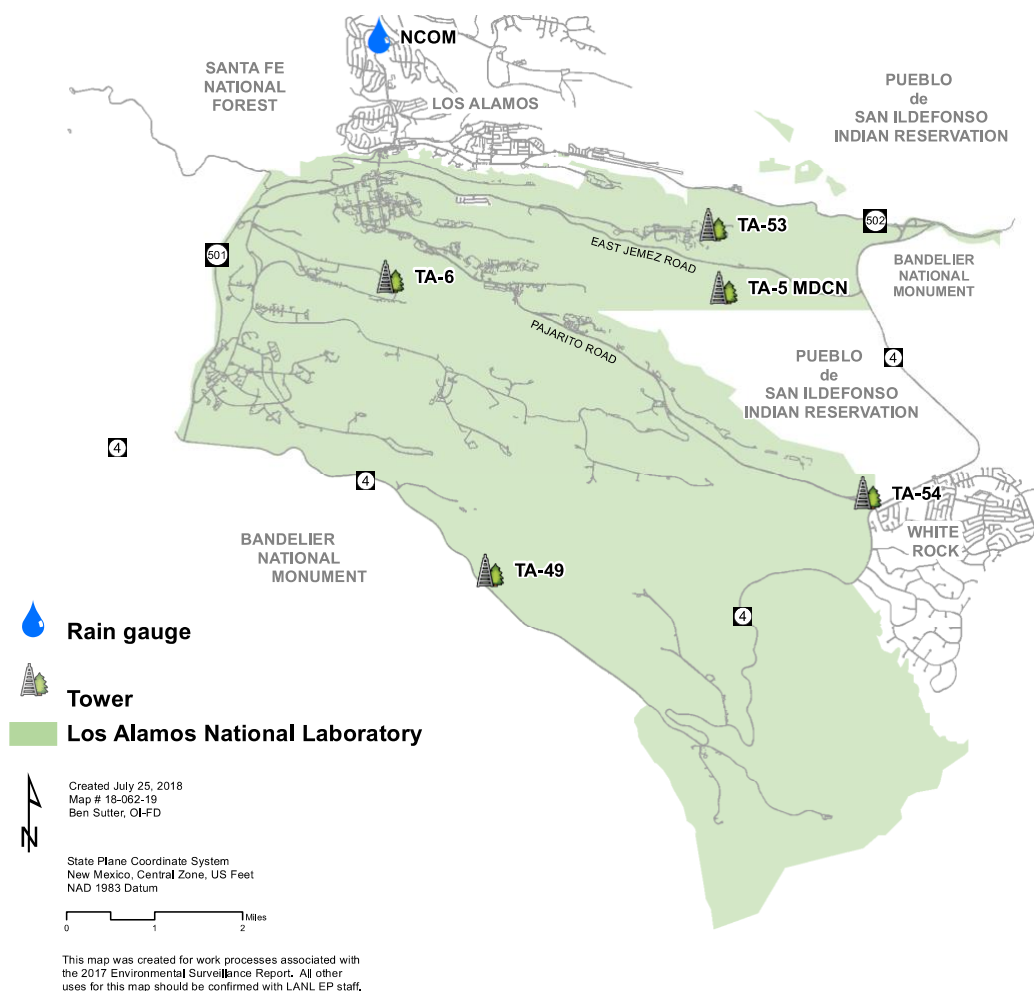 NCOM
SANTA FE
NATIONAL
FOREST
LOS ALAMOS
PUEBLO
de
SAN ILDEFONSO
INDIAN RESERVATION
TA-53
502
EAST JEMEZ ROAD
501
TA-6
TA-5 MDCN
BANDELIER
NATIONAL
MONUMENT
PAJARITO ROAD
4
PUEBLO
de
SAN ILDEFONSO
INDIAN RESERVATION
4
4
TA-54
WHITE
ROCK
BANDELIER
NATIONAL
MONUMENT
TA-49
4
Rain gauge
Tower
Los Alamos National Laboratory
Created July 25, 2018
Map # 18-062-19
Ben Sutter, OI-FD
N
State Plane Coordinate System
New Mexico, Central Zone, US Feet
NAD 1983 Datum
Miles
0 1 2
This map was created for work processes associated with
the 2017 Environmental Surveillance Report. All other
uses for this map should be confirmed with LANL EP staff.